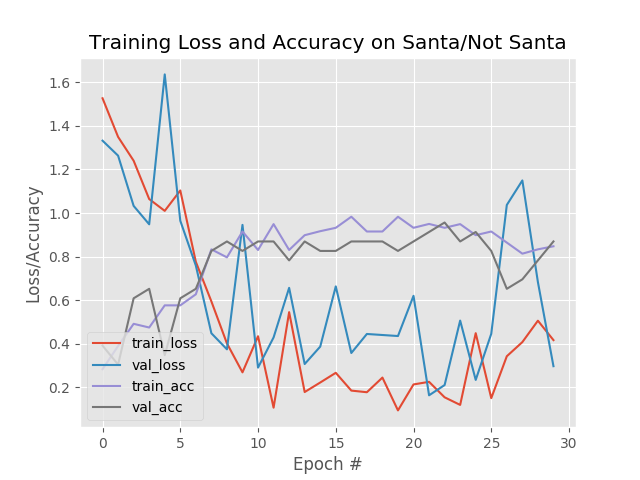 Training Loss and Accuracy on Santa/Not Santa
Loss/Accuracy
1.6
1.4
1.2
1.0
0.8
0.6
0.4
0.2
train_loss
val_loss
train_acc
val_acc
0 5 10 15 20 25 30
Epoch #